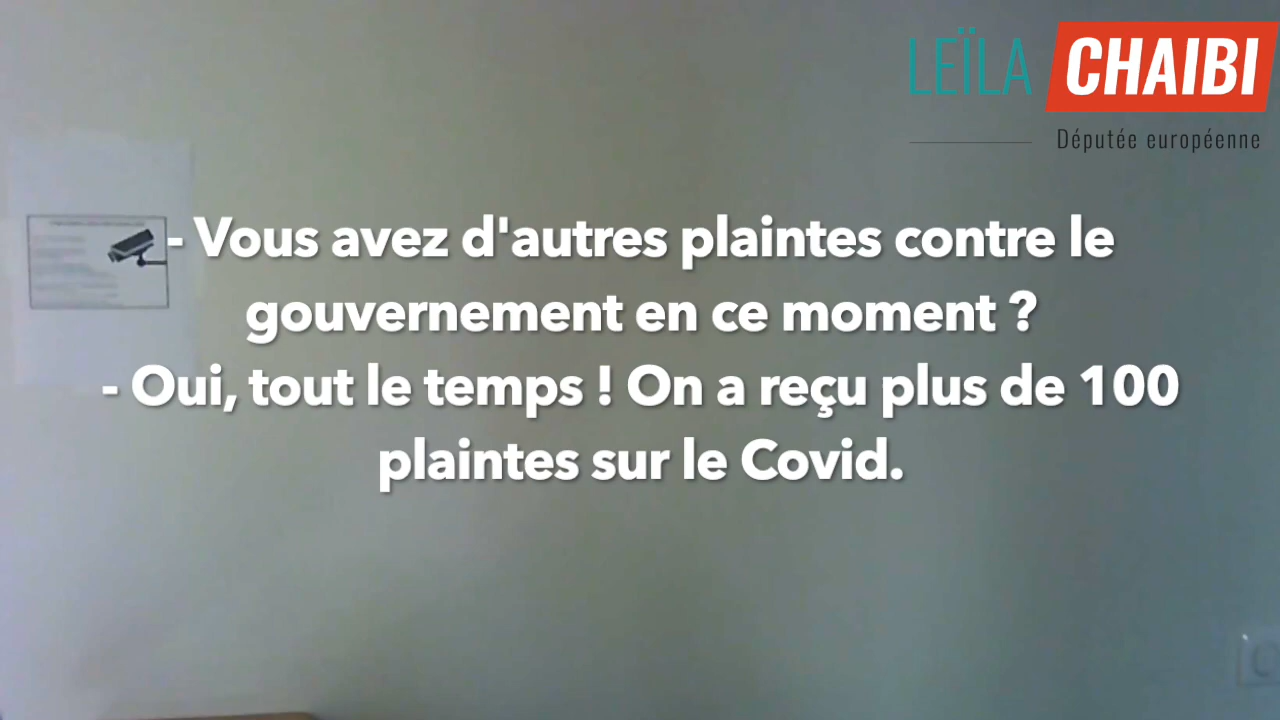 LEÏLA CHAIBI
Députée européenne
- Vous avez d'autres plaintes contre le
gouvernement en ce moment ?
- Oui, tout le temps ! On a reçu plus de 100
plaintes sur le Covid.